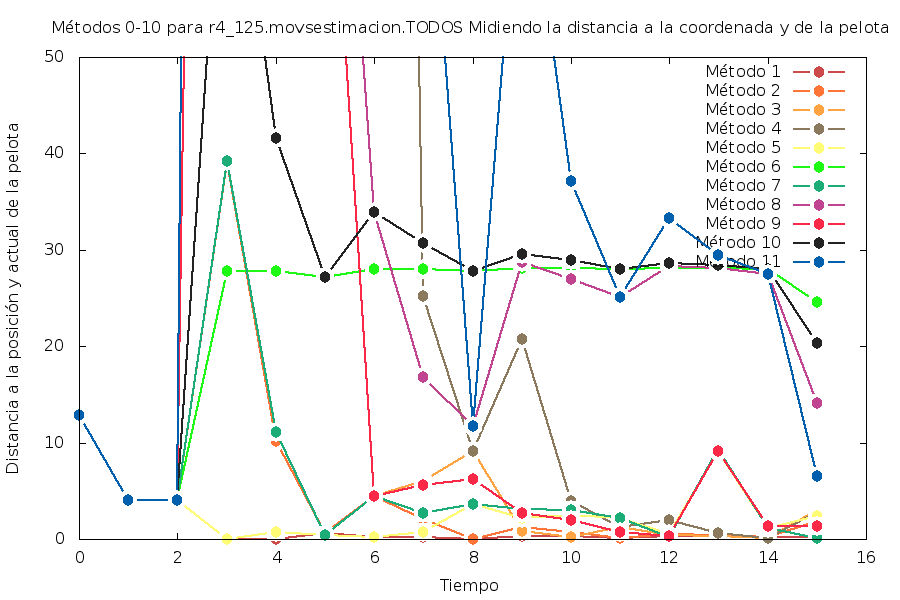 Métodos 0-10 para r4_125.movsestimacion.TODOS Midiendo la distancia a la coordenada y de la pelota
Distancia a la posición y actual de la pelota
50
40
30
20
10
0
0 2 4 6 8 10 12 14 16
Tiempo
Método 1
Método 2
Método 3
Método 4
Método 5
Método 6
Método 7
Método 8
Método 9
Método 10
Método 11